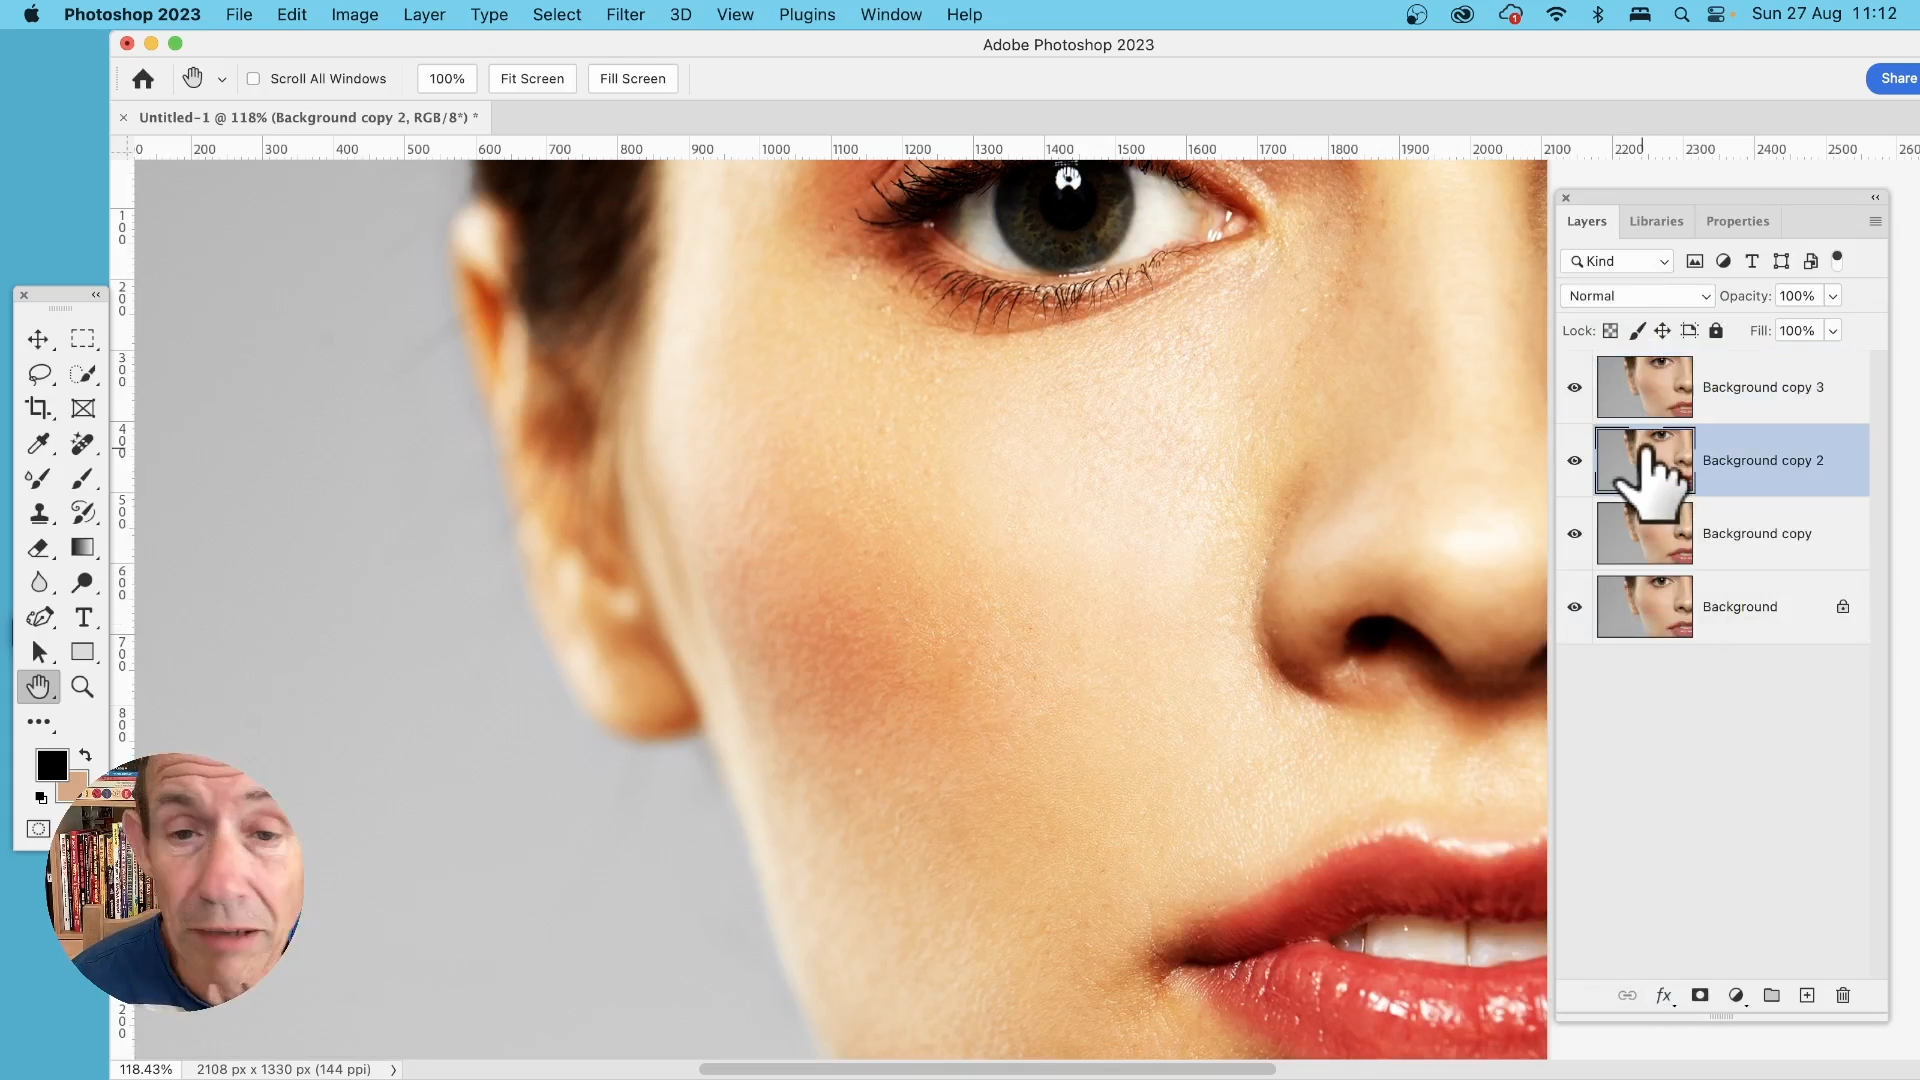 Photoshop 2023 File Edit Image Layer Type Select Filter 3D View Plugins Window Help 1 Sun 27 Aug 11:12
Adobe Photoshop 2023
Scroll All Windows 100% Fit Screen Fill Screen Share
Untitled-1 @ 118% (Background copy 2, RGB/8*) *
0 200 300 400 500 600 700 800 900 1000 1100 1200 1300 1400 1500 1600 1700 1800 1900 2000 2100 2200 2300 2400 2500 260
100
200
300
400
500
600
700
800
200
Layers Libraries Properties
Kind
Normal Opacity: 100%
Lock: Fill: 100%
Background copy 3
Background copy 2
Background copy
Background
fx
118.43% 2108 px x 1330 px (144 ppi)